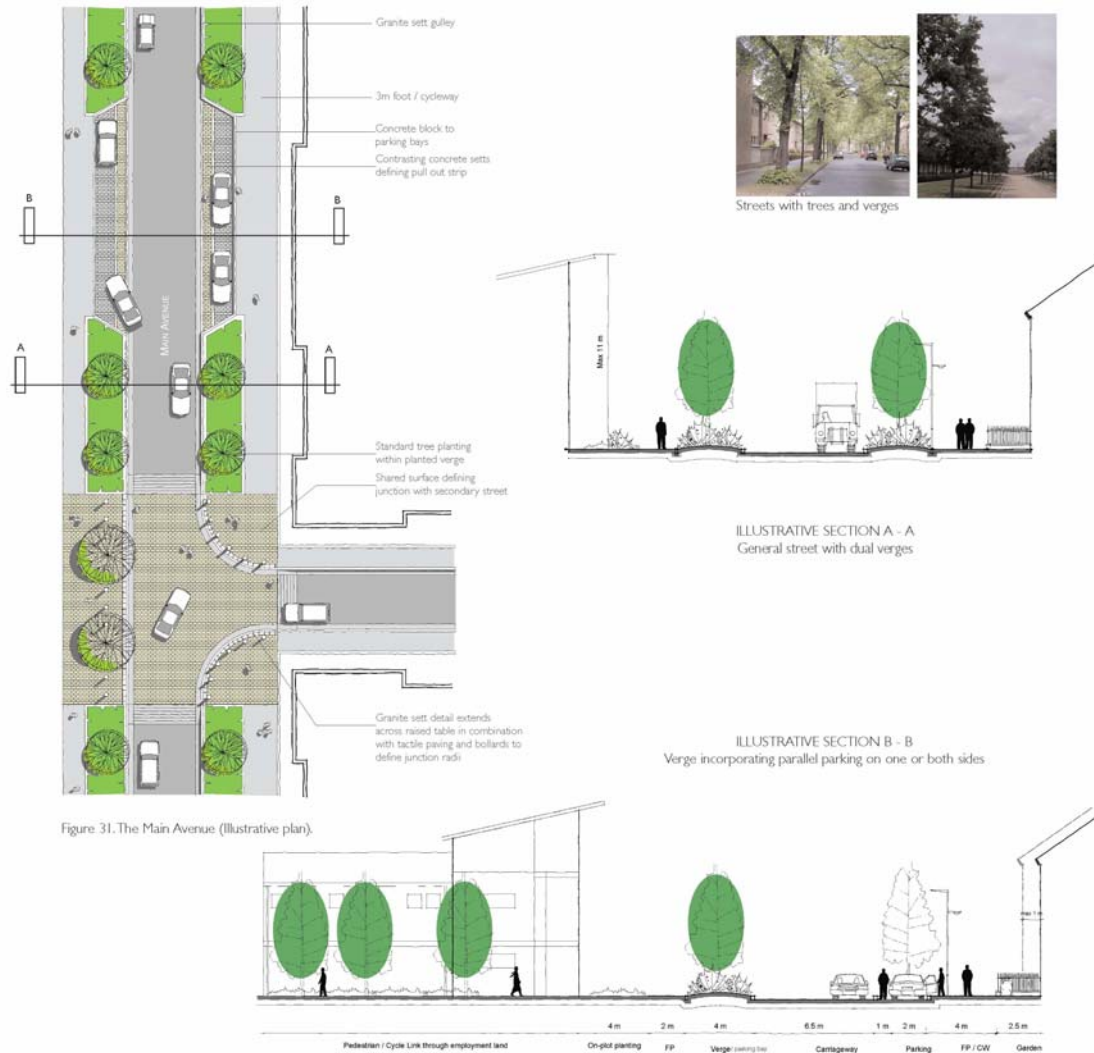 Granite sett gulley
3m foot / cycleway
Concrete block to
parking bays
Contrasting concrete setts
defining pull out strip
B
B
MAIN AVENUE
A
A
Standard tree planting
within planted verge
Shared surface defining
junction with secondary street
Granite sett detail extends
across raised table in combination
with tactile paving and bollards to
define junction radii
Figure 31. The Main Avenue (Illustrative plan).
Streets with trees and verges
Max 11 m
ILLUSTRATIVE SECTION A - A
General street with dual verges
ILLUSTRATIVE SECTION B - B
Verge incorporating parallel parking on one or both sides
4 m
2 m
4 m
6.5 m
1 m
2 m
4 m
2.5 m
Pedestrian / Cycle Link through employment land
On-plot planting
FP
Verge/ parking bay
Carriageway
Parking
FP / CW
Garden